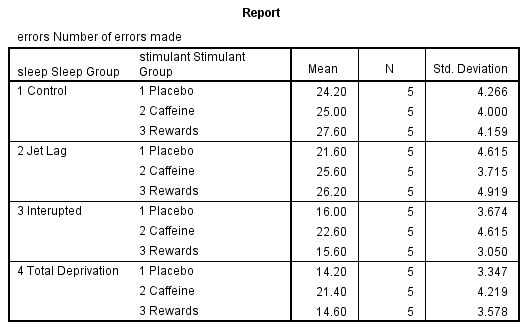 Report
errors Number of errors made
sleep Sleep Group stimulant Stimulant Group Mean N Std. Deviation
1 Control 1 Placebo 24.20 5 4.266
2 Caffeine 25.00 5 4.000
3 Rewards 27.60 5 4.159
2 Jet Lag 1 Placebo 21.60 5 4.615
2 Caffeine 25.60 5 3.715
3 Rewards 26.20 5 4.919
3 Interupted 1 Placebo 16.00 5 3.674
2 Caffeine 22.60 5 4.615
3 Rewards 15.60 5 3.050
4 Total Deprivation 1 Placebo 14.20 5 3.347
2 Caffeine 21.40 5 4.219
3 Rewards 14.60 5 3.578